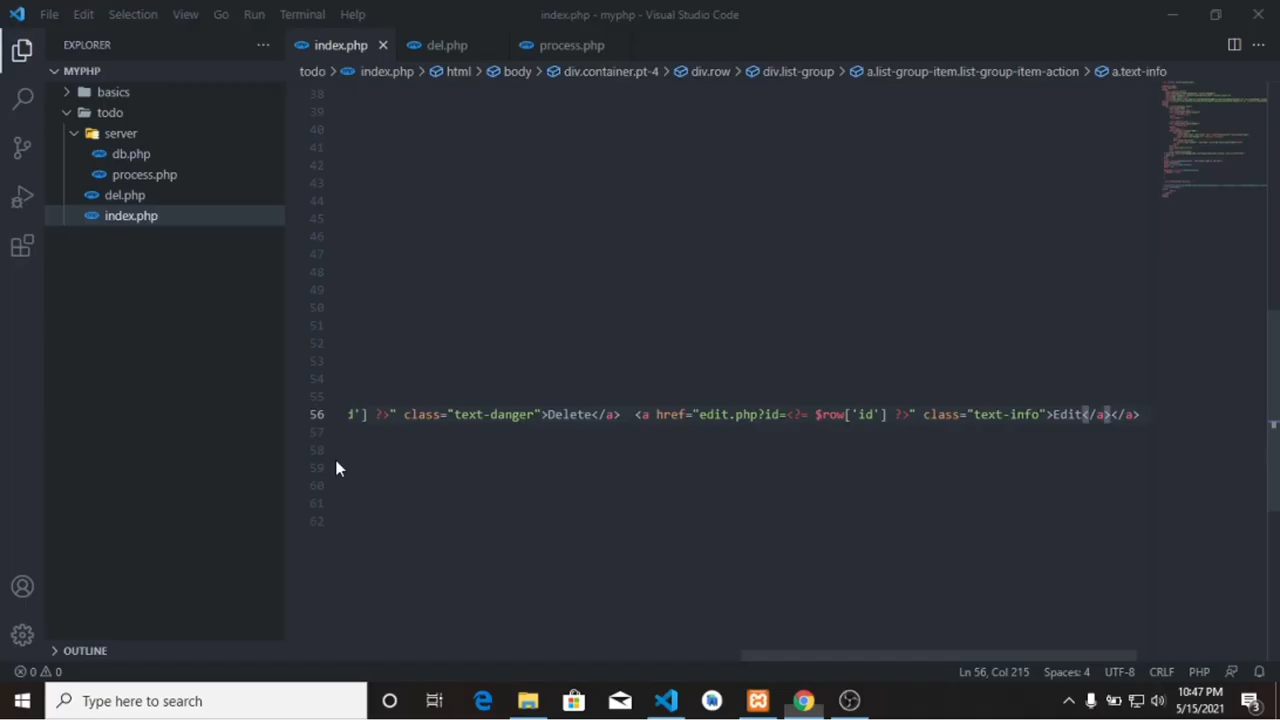 File Edit Selection View Go Run Terminal Help index.php - myphp - Visual Studio Code
EXPLORER
index.php del.php process.php
MYPHP
todo > index.php > html > body > div.container.pt-4 > div.row > div.list-group > a.list-group-item.list-group-item-action > a.text-info
basics
todo
server
db.php
process.php
del.php
index.php
38
39
40
41
42
43
44
45
46
47
48
49
50
51
52
53
54
55
56 d'] ?>" class="text-danger">Delete</a> <a href="edit.php?id=<?= $row['id'] ?>" class="text-info">Edit</a></a>
57
58
59
60
61
62
OUTLINE
0 0 Ln 56, Col 215 Spaces: 4 UTF-8 CRLF PHP
Type here to search
10:47 PM
5/15/2021
3